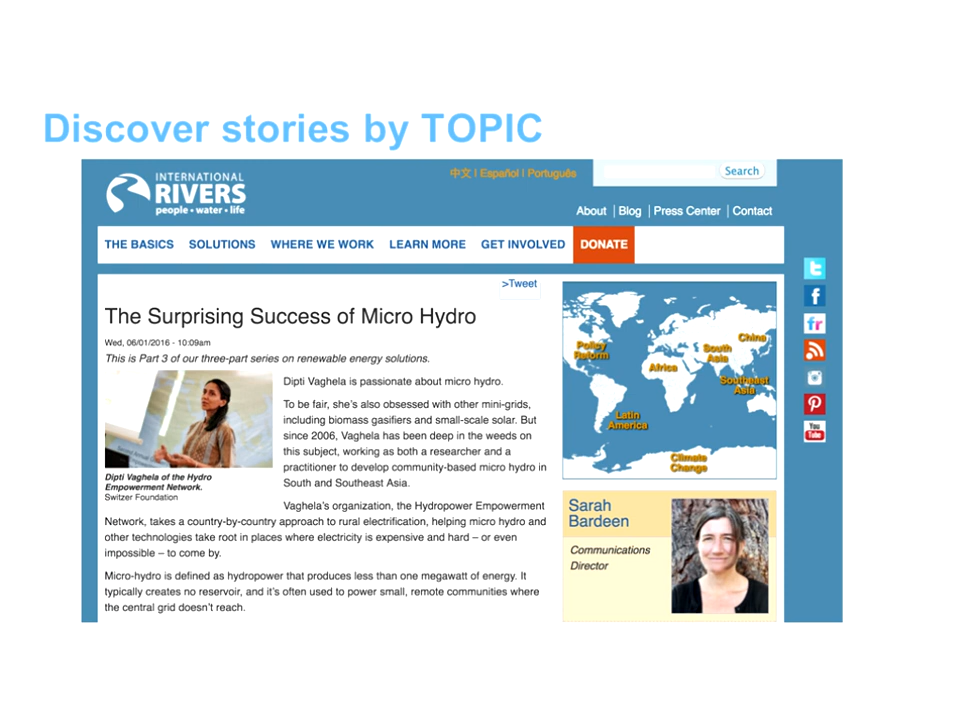 Discover stories by TOPIC
INTERNATIONAL
RIVERS
people • water • life
中文 | Español | Português
Search
About | Blog | Press Center | Contact
THE BASICS SOLUTIONS WHERE WE WORK LEARN MORE GET INVOLVED DONATE
>Tweet
The Surprising Success of Micro Hydro
Wed, 06/01/2016 - 10:09am
This is Part 3 of our three-part series on renewable energy solutions.
Dipti Vaghela is passionate about micro hydro.
To be fair, she's also obsessed with other mini-grids,
including biomass gasifiers and small-scale solar. But
since 2006, Vaghela has been deep in the weeds on
this subject, working as both a researcher and a
practitioner to develop community-based micro hydro in
South and Southeast Asia.
Dipti Vaghela of the Hydro
Empowerment Network.
Switzer Foundation
Vaghela's organization, the Hydropower Empowerment
Network, takes a country-by-country approach to rural electrification, helping micro hydro and
other technologies take root in places where electricity is expensive and hard – or even
impossible – to come by.
Micro-hydro is defined as hydropower that produces less than one megawatt of energy. It
typically creates no reservoir, and it's often used to power small, remote communities where
the central grid doesn't reach.
Policy
Reform
China
South
Asia
Africa
Southeast
Asia
Latin
America
Climate
Change
Sarah
Bardeen
Communications
Director
t
f
fr
You
Tube